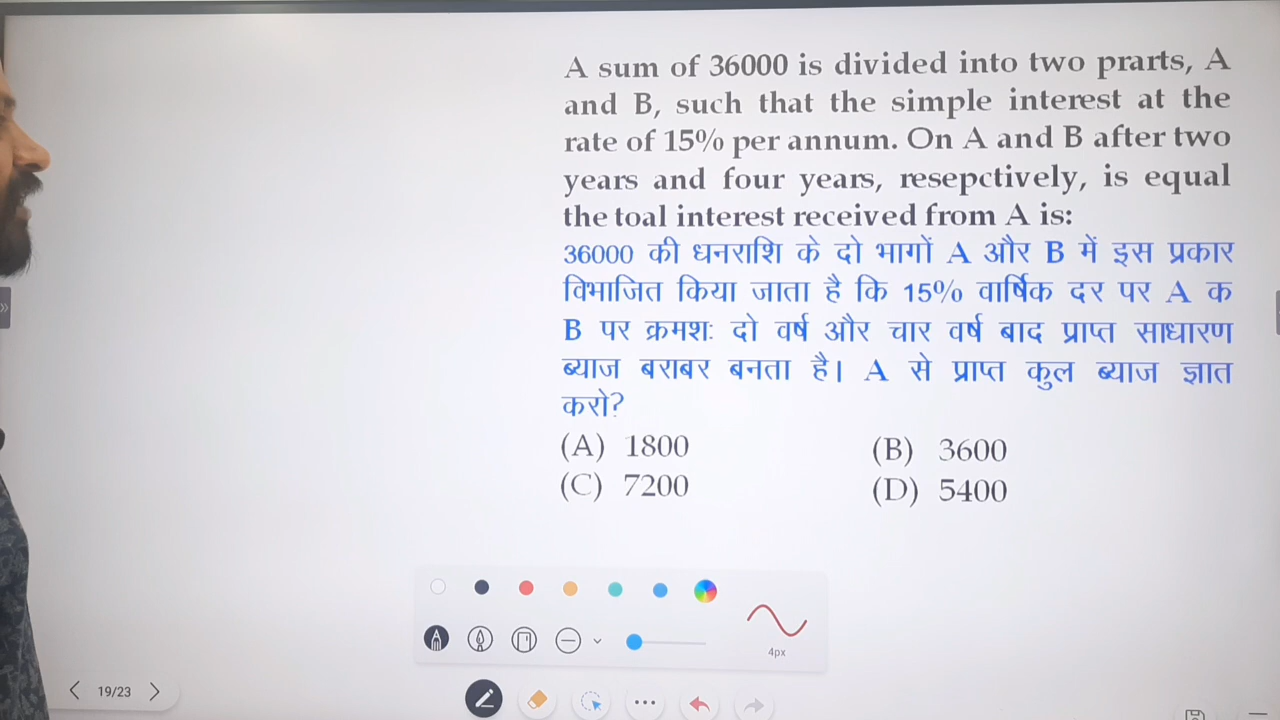 A sum of 36000 is divided into two prarts, A
and B, such that the simple interest at the
rate of 15% per annum. On A and B after two
years and four years, resepctively, is equal
the toal interest received from A is:
36000 की धनराशि के दो भागों A और B में इस प्रकार
विभाजित किया जाता है कि 15% वार्षिक दर पर A क
B पर क्रमशः दो वर्ष और चार वर्ष बाद प्राप्त साधारण
ब्याज बराबर बनता है। A से प्राप्त कुल ब्याज ज्ञात
करो?
(A) 1800 (B) 3600
(C) 7200 (D) 5400
4px
19/23